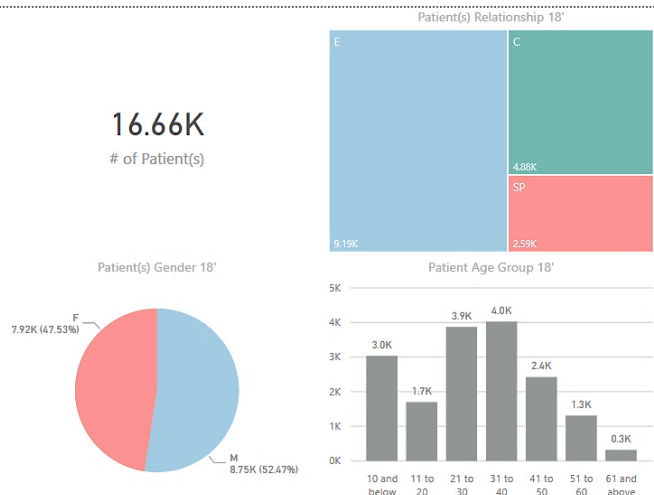 Patient(s) Relationship 18'
E
C
4.88K
SP
9.19K
2.59K
16.66K
# of Patient(s)
Patient(s) Gender 18'
F
7.92K (47.53%)
M
8.75K (52.47%)
Patient Age Group 18'
5K
4K
3K
2K
1K
0K
3.0K
1.7K
3.9K
4.0K
2.4K
1.3K
0.3K
10 and below
11 to 20
21 to 30
31 to 40
41 to 50
51 to 60
61 and above